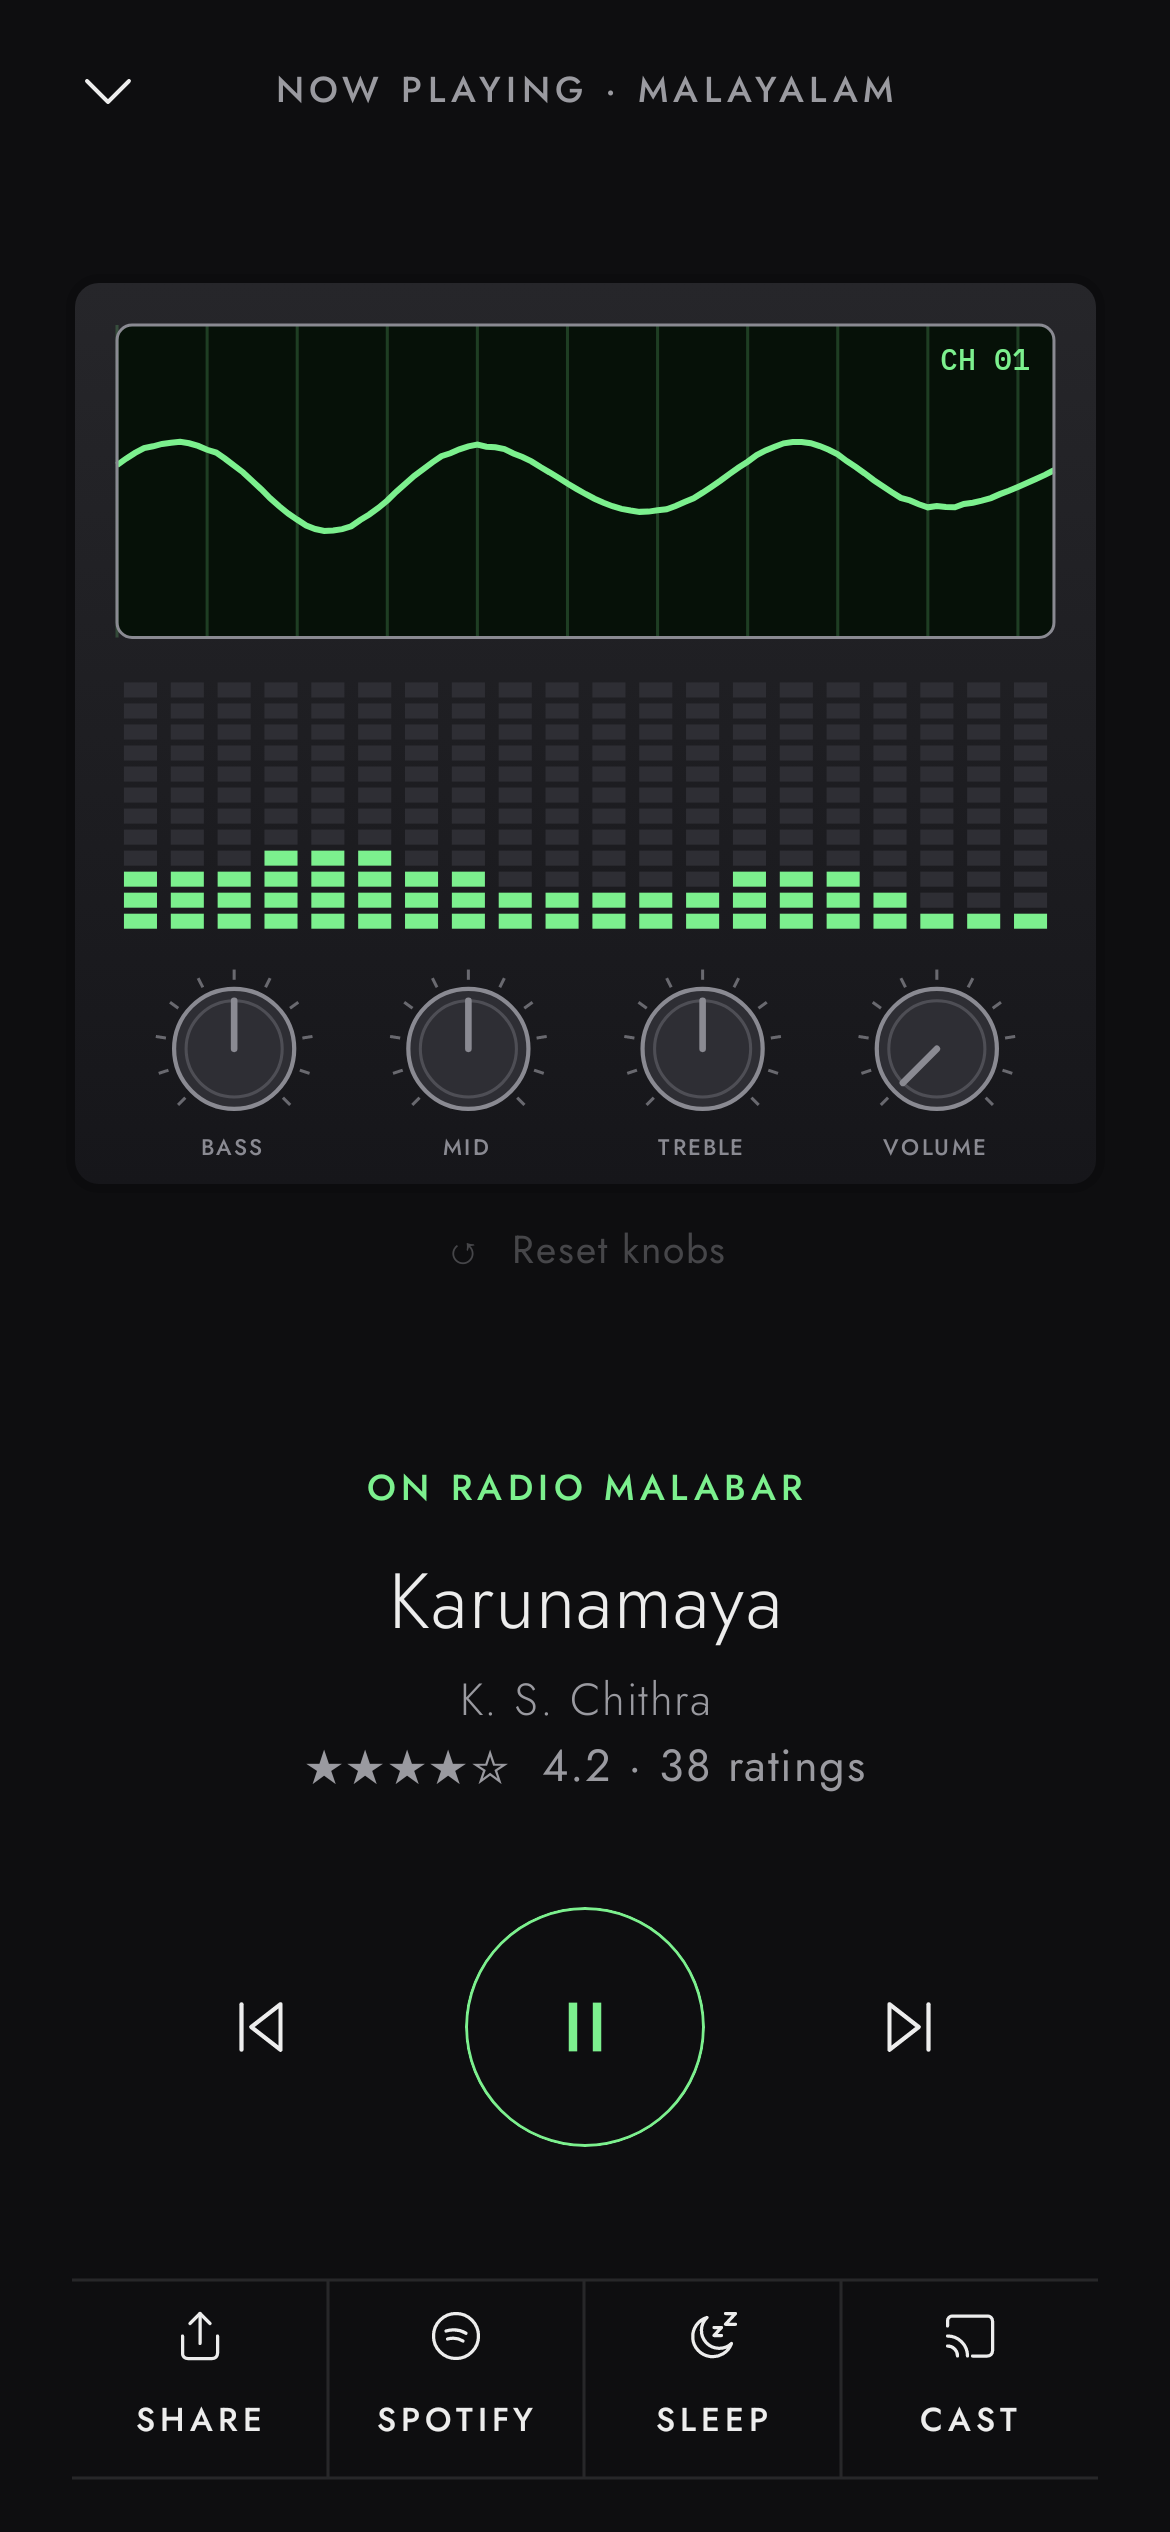 NOW PLAYING · MALAYALAM
CH 01
BASS MID TREBLE VOLUME
Reset knobs
ON RADIO MALABAR
Karunamaya
K. S. Chithra
★★★★☆ 4.2 · 38 ratings
SHARE SPOTIFY SLEEP CAST